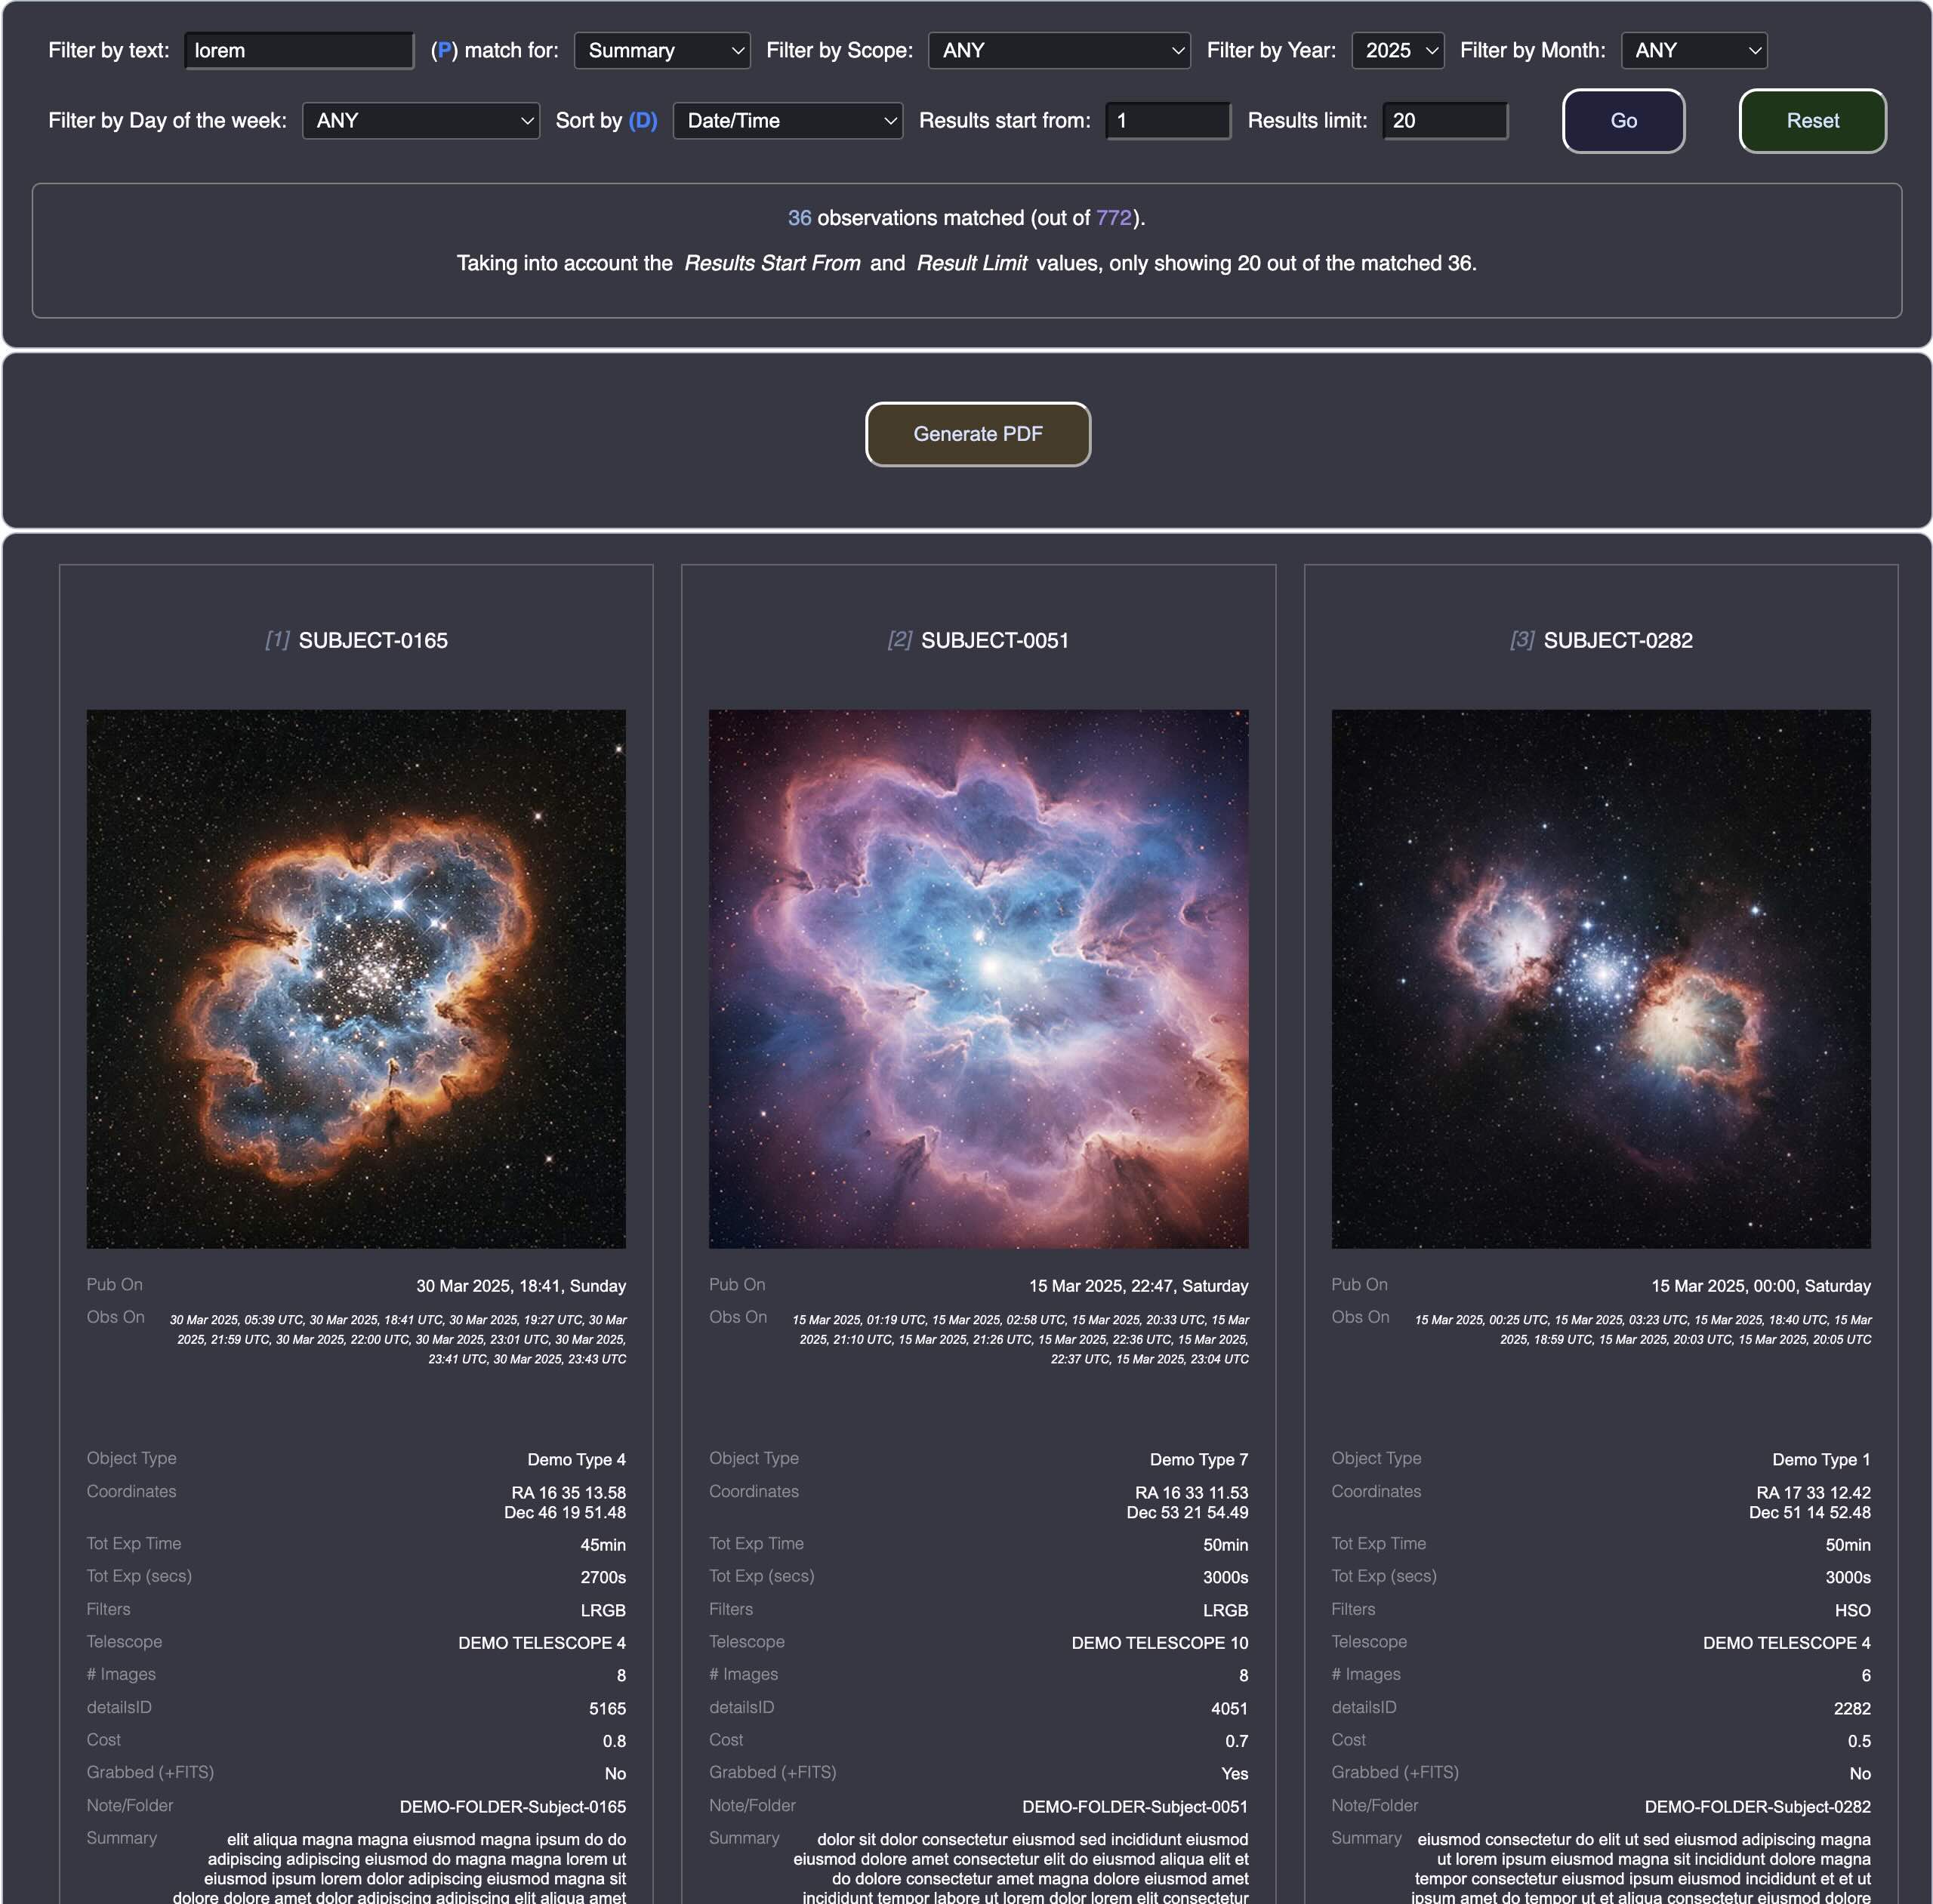 Filter by text: lorem (P) match for: Summary Filter by Scope: ANY Filter by Year: 2025 Filter by Month: ANY
Filter by Day of the week: ANY Sort by (D) Date/Time Results start from: 1 Results limit: 20 Go Reset
36 observations matched (out of 772).
Taking into account the Results Start From and Result Limit values, only showing 20 out of the matched 36.
Generate PDF
[1] SUBJECT-0165
Pub On 30 Mar 2025, 18:41, Sunday
Obs On 30 Mar 2025, 05:39 UTC, 30 Mar 2025, 18:41 UTC, 30 Mar 2025, 19:27 UTC, 30 Mar
2025, 21:59 UTC, 30 Mar 2025, 22:00 UTC, 30 Mar 2025, 23:01 UTC, 30 Mar 2025,
23:41 UTC, 30 Mar 2025, 23:43 UTC
Object Type Demo Type 4
Coordinates RA 16 35 13.58
Dec 46 19 51.48
Tot Exp Time 45min
Tot Exp (secs) 2700s
Filters LRGB
Telescope DEMO TELESCOPE 4
# Images 8
detailsID 5165
Cost 0.8
Grabbed (+FITS) No
Note/Folder DEMO-FOLDER-Subject-0165
Summary elit aliqua magna magna eiusmod magna ipsum do do
adipiscing adipiscing eiusmod do magna magna lorem ut
eiusmod ipsum lorem dolor adipiscing eiusmod magna sit
dolore dolore amet dolor adipiscing adipiscing elit aliqua amet
[2] SUBJECT-0051
Pub On 15 Mar 2025, 22:47, Saturday
Obs On 15 Mar 2025, 01:19 UTC, 15 Mar 2025, 02:58 UTC, 15 Mar 2025, 20:33 UTC, 15 Mar
2025, 21:10 UTC, 15 Mar 2025, 21:26 UTC, 15 Mar 2025, 22:36 UTC, 15 Mar 2025,
22:37 UTC, 15 Mar 2025, 23:04 UTC
Object Type Demo Type 7
Coordinates RA 16 33 11.53
Dec 53 21 54.49
Tot Exp Time 50min
Tot Exp (secs) 3000s
Filters LRGB
Telescope DEMO TELESCOPE 10
# Images 8
detailsID 4051
Cost 0.7
Grabbed (+FITS) Yes
Note/Folder DEMO-FOLDER-Subject-0051
Summary dolor sit dolor consectetur eiusmod sed incididunt eiusmod
eiusmod dolore amet consectetur elit do eiusmod aliqua elit et
do dolore consectetur amet magna dolore eiusmod amet
incididunt tempor labore ut lorem dolor lorem elit consectetur
[3] SUBJECT-0282
Pub On 15 Mar 2025, 00:00, Saturday
Obs On 15 Mar 2025, 00:25 UTC, 15 Mar 2025, 03:23 UTC, 15 Mar 2025, 18:40 UTC, 15 Mar
2025, 18:59 UTC, 15 Mar 2025, 20:03 UTC, 15 Mar 2025, 20:05 UTC
Object Type Demo Type 1
Coordinates RA 17 33 12.42
Dec 51 14 52.48
Tot Exp Time 50min
Tot Exp (secs) 3000s
Filters HSO
Telescope DEMO TELESCOPE 4
# Images 6
detailsID 2282
Cost 0.5
Grabbed (+FITS) No
Note/Folder DEMO-FOLDER-Subject-0282
Summary eiusmod consectetur do elit ut sed eiusmod adipiscing magna
ut lorem ipsum eiusmod magna sit incididunt dolore magna
tempor consectetur eiusmod ipsum eiusmod incididunt et et ut
ipsum amet do tempor ut et aliqua consectetur eiusmod dolore